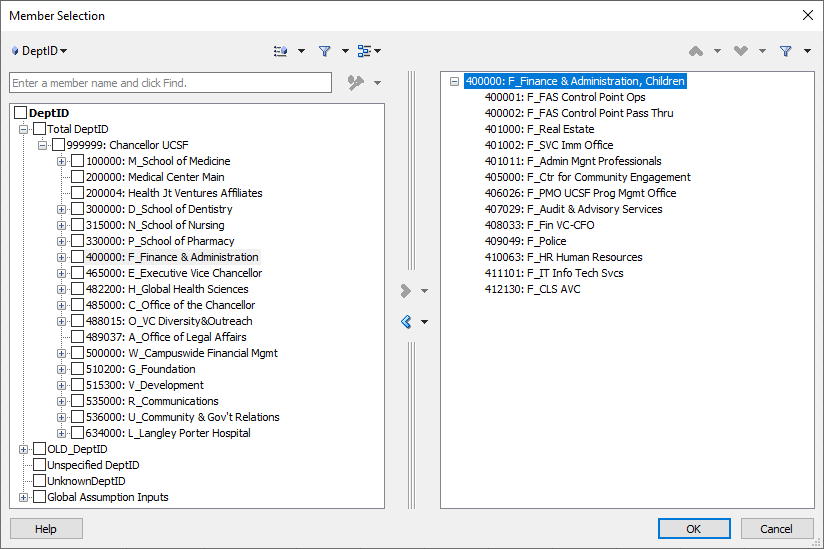 Member Selection
DeptID
Enter a member name and click Find.
DeptID
Total DeptID
999999: Chancellor UCSF
100000: M_School of Medicine
200000: Medical Center Main
200004: Health Jt Ventures Affiliates
300000: D_School of Dentistry
315000: N_School of Nursing
330000: P_School of Pharmacy
400000: F_Finance & Administration
465000: E_Executive Vice Chancellor
482200: H_Global Health Sciences
485000: C_Office of the Chancellor
488015: O_VC Diversity&Outreach
489037: A_Office of Legal Affairs
500000: W_Campuswide Financial Mgmt
510200: G_Foundation
515300: V_Development
535000: R_Communications
536000: U_Community & Gov't Relations
634000: L_Langley Porter Hospital
OLD_DeptID
Unspecified DeptID
UnknownDeptID
Global Assumption Inputs
400000: F_Finance & Administration, Children
400001: F_FAS Control Point Ops
400002: F_FAS Control Point Pass Thru
401000: F_Real Estate
401002: F_SVC Imm Office
401011: F_Admin Mgnt Professionals
405000: F_Ctr for Community Engagement
406026: F_PMO UCSF Prog Mgmt Office
407029: F_Audit & Advisory Services
408033: F_Fin VC-CFO
409049: F_Police
410063: F_HR Human Resources
411101: F_IT Info Tech Svcs
412130: F_CLS AVC
Help
OK
Cancel